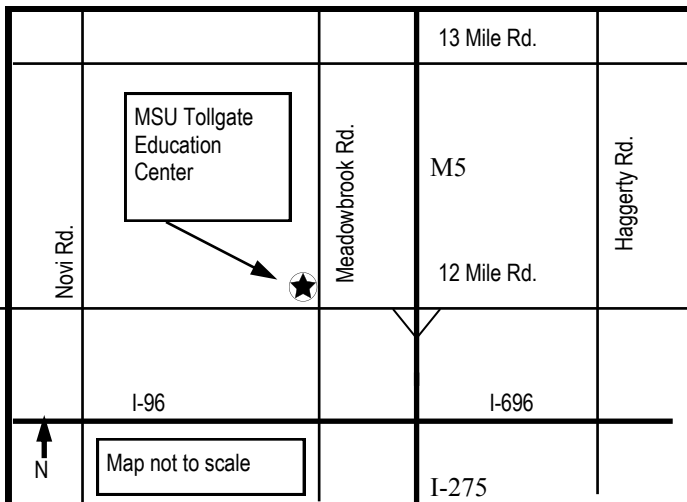 13 Mile Rd.
MSU Tollgate
Education
Center
Meadowbrook Rd.
M5
Haggerty Rd.
Novi Rd.
12 Mile Rd.
I-96
I-696
N
Map not to scale
I-275